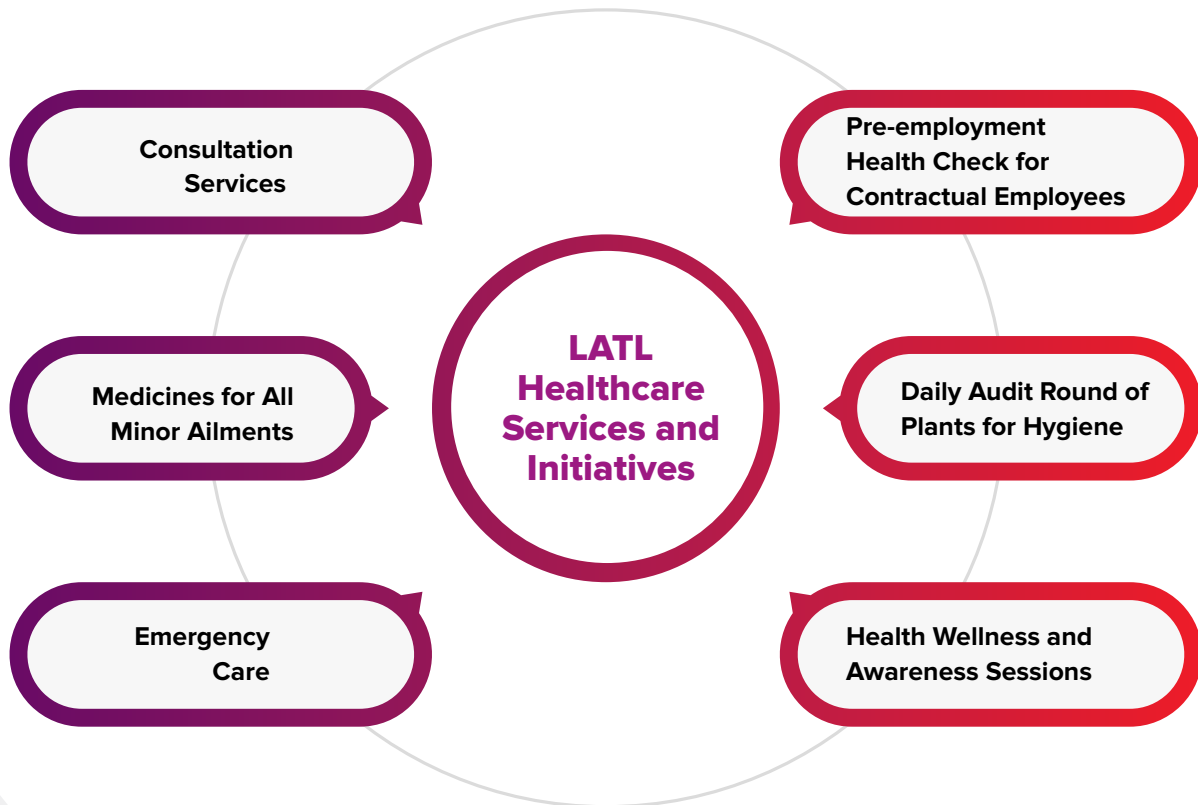 Consultation
Services
Pre-employment
Health Check for
Contractual Employees
LATL
Healthcare
Services and
Initiatives
Medicines for All
Minor Ailments
Daily Audit Round of
Plants for Hygiene
Emergency
Care
Health Wellness and
Awareness Sessions